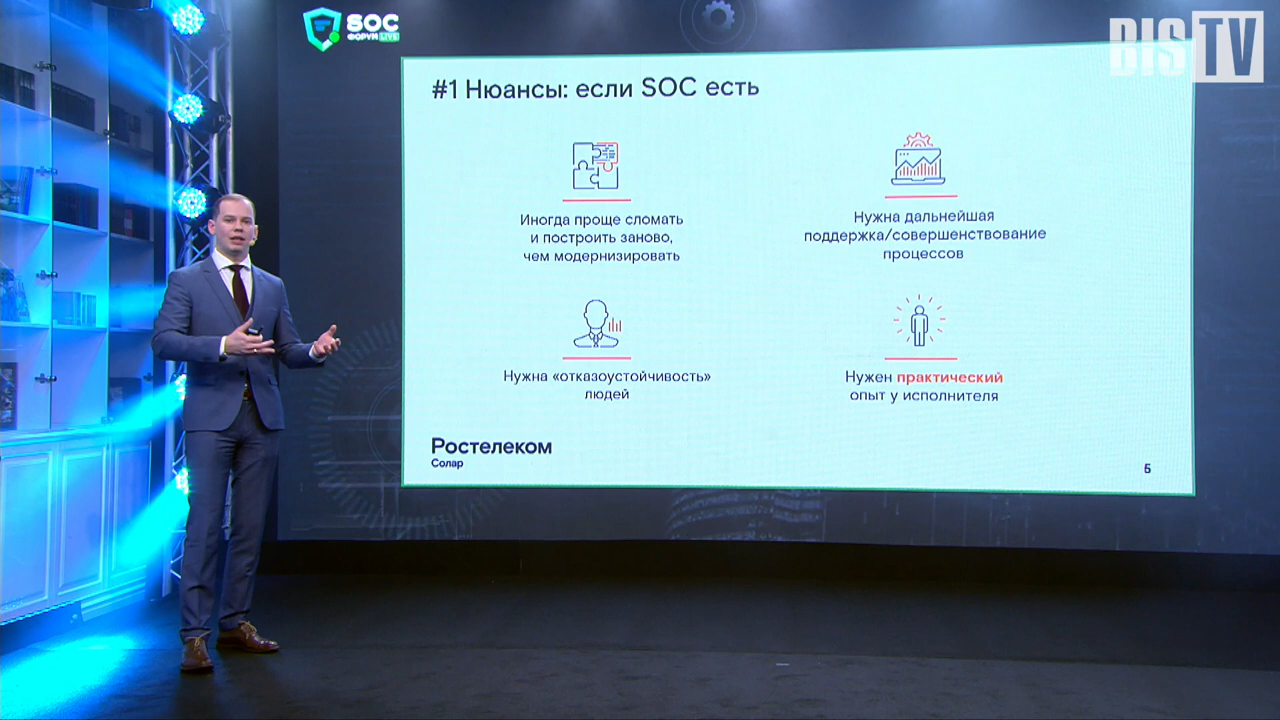 SOC
ФОРУМ LIVE
BIS TV
#1 Нюансы: если SOC есть
Иногда проще сломать
и построить заново,
чем модернизировать
Нужна дальнейшая
поддержка/совершенствование
процессов
Нужна «отказоустойчивость»
людей
Нужен практический
опыт у исполнителя
Ростелеком
Солар
5